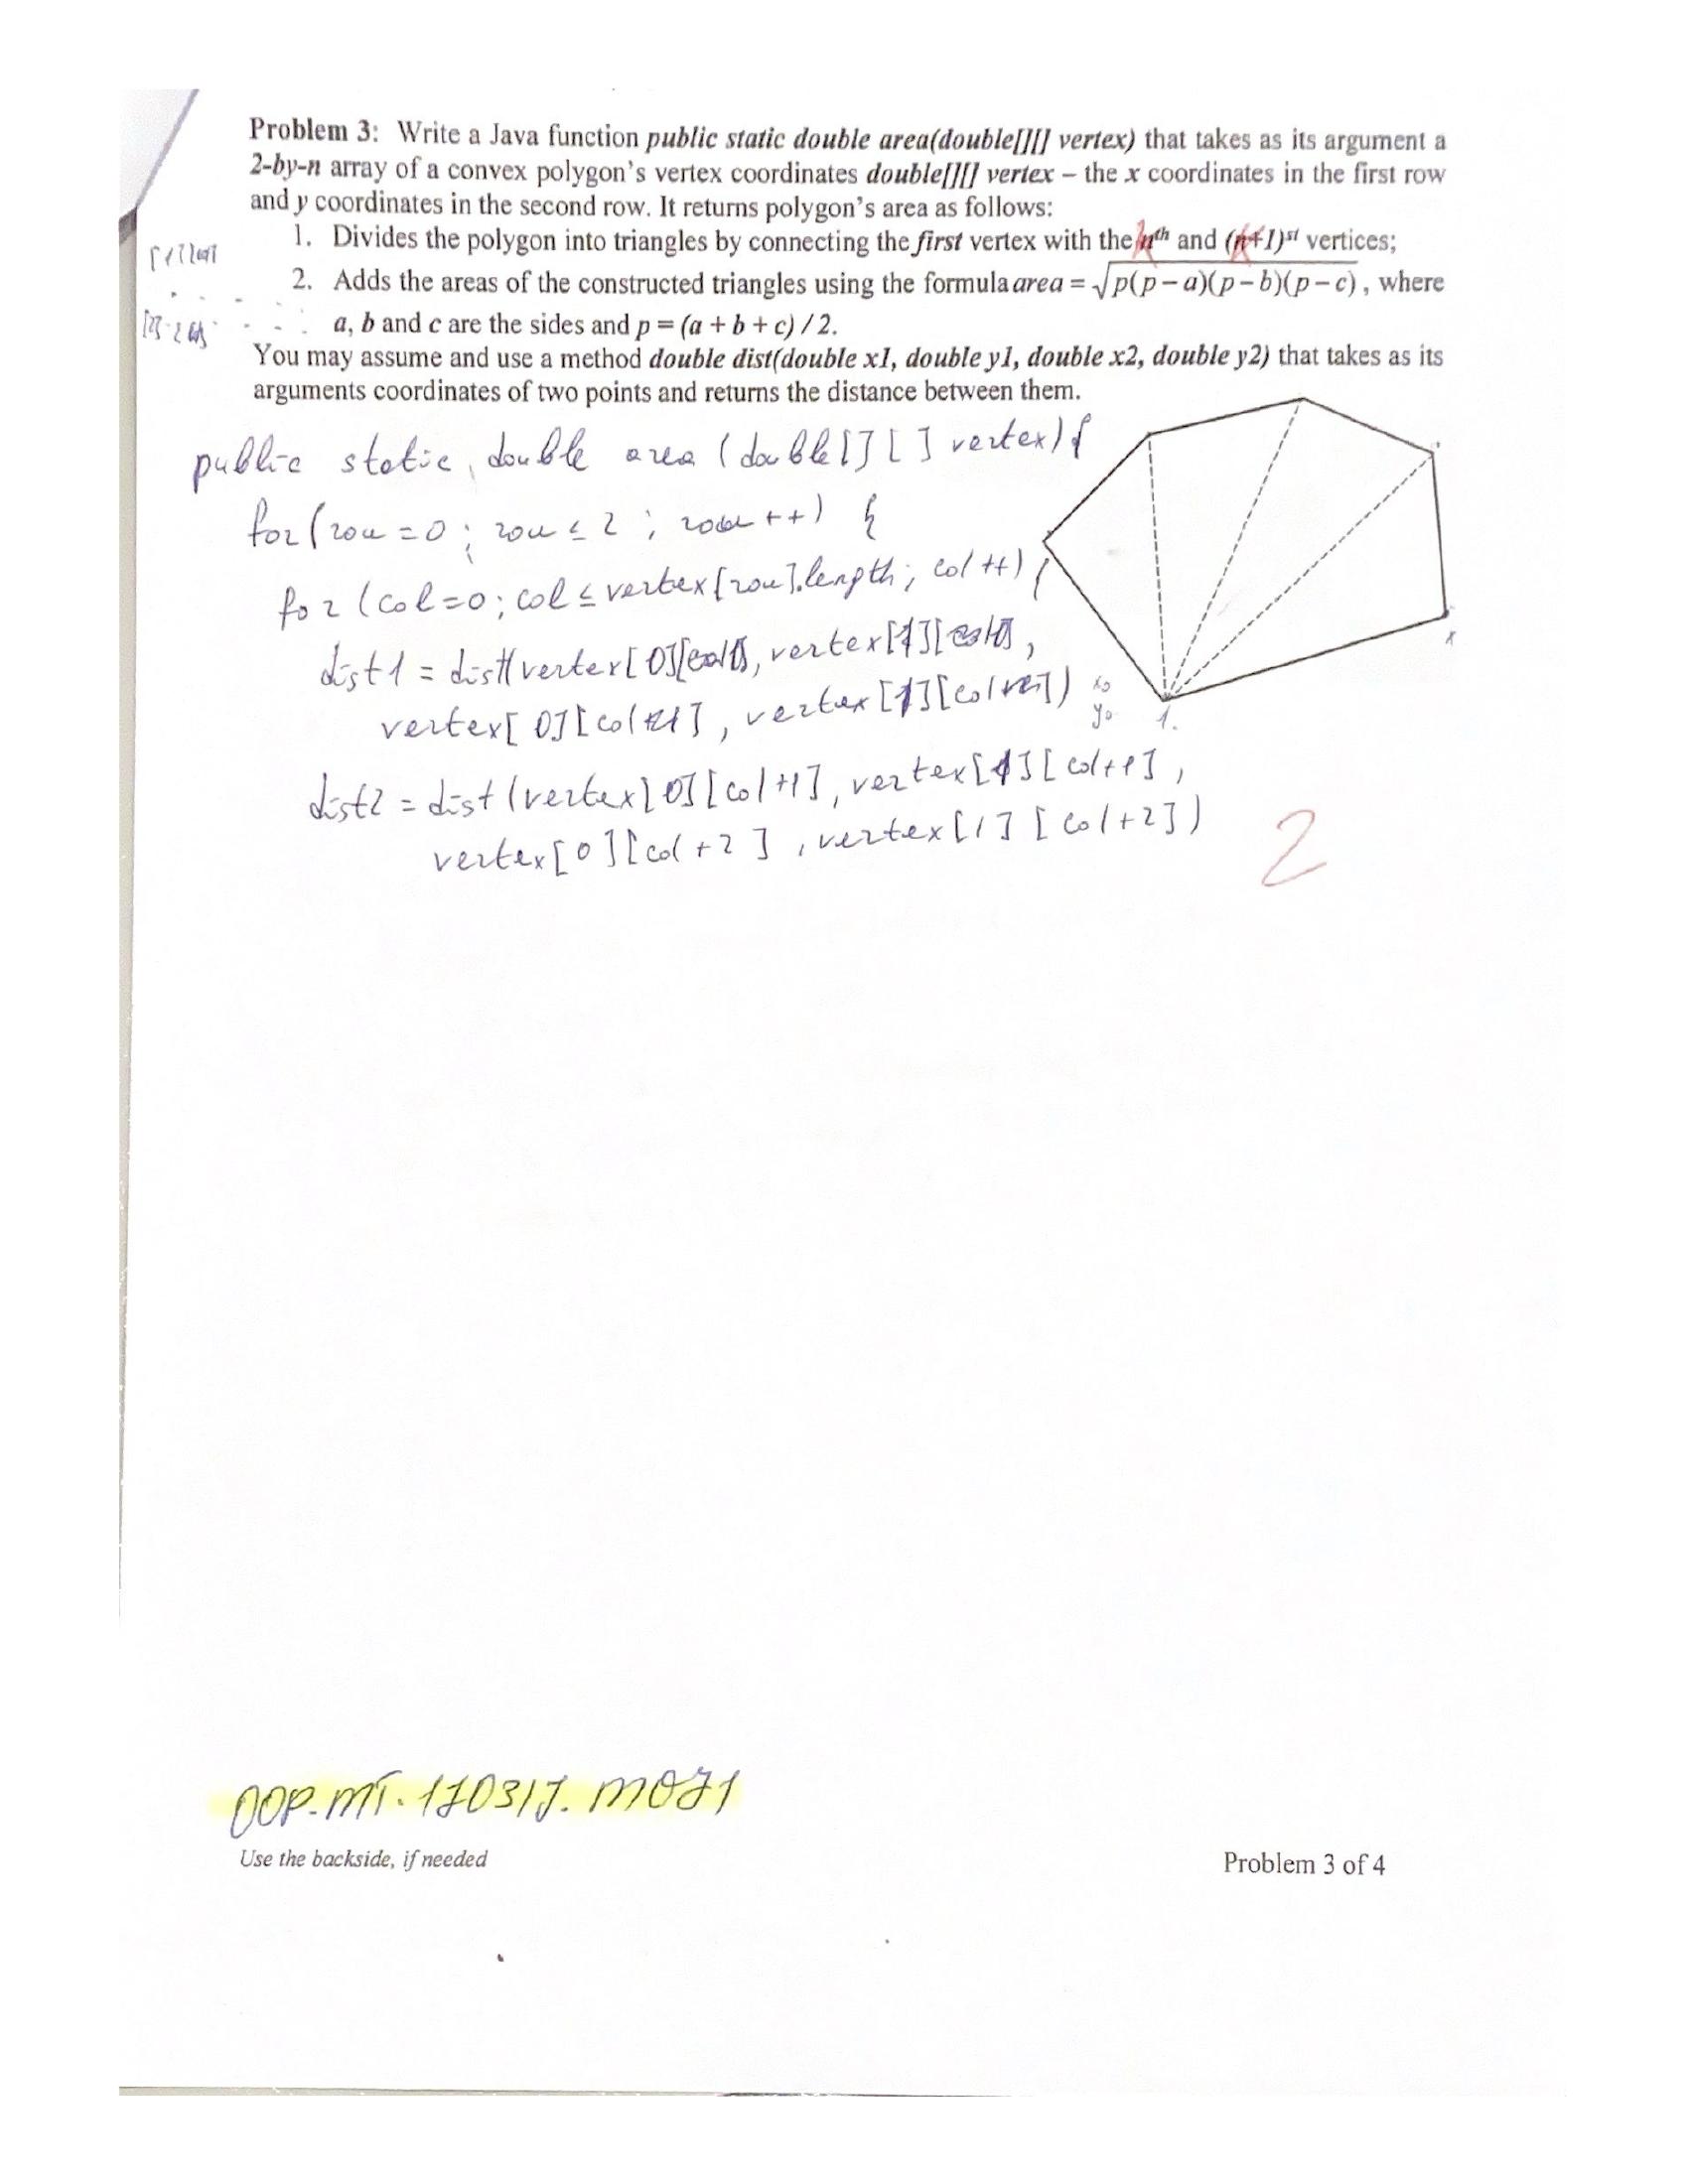 Problem 3: Write a Java function public static double area(double[][] vertex) that takes as its argument a
2-by-n array of a convex polygon's vertex coordinates double[][] vertex – the x coordinates in the first row
and y coordinates in the second row. It returns polygon's area as follows:
1. Divides the polygon into triangles by connecting the first vertex with the nth and (n+1)st vertices;
2. Adds the areas of the constructed triangles using the formula area = √p(p – a)(p – b)(p – c) , where
a, b and c are the sides and p = (a + b + c) / 2.
You may assume and use a method double dist(double x1, double y1, double x2, double y2) that takes as its
arguments coordinates of two points and returns the distance between them.
public static double area (double[][] vertex){
for(row = 0; row ≤ 2; row++) {
for (col=0; col ≤ vertex[row].length; col++) {
dist1 = dist(vertex[0][col], vertex[1][col],
vertex[0][col+1], vertex[1][col+1])
x0
y0 1.
dist2 = dist(vertex[0][col+1], vertex[1][col+1],
vertex[0][col+2], vertex[1][col+2])
2
OOP.MT.170317.M071
Use the backside, if needed
Problem 3 of 4